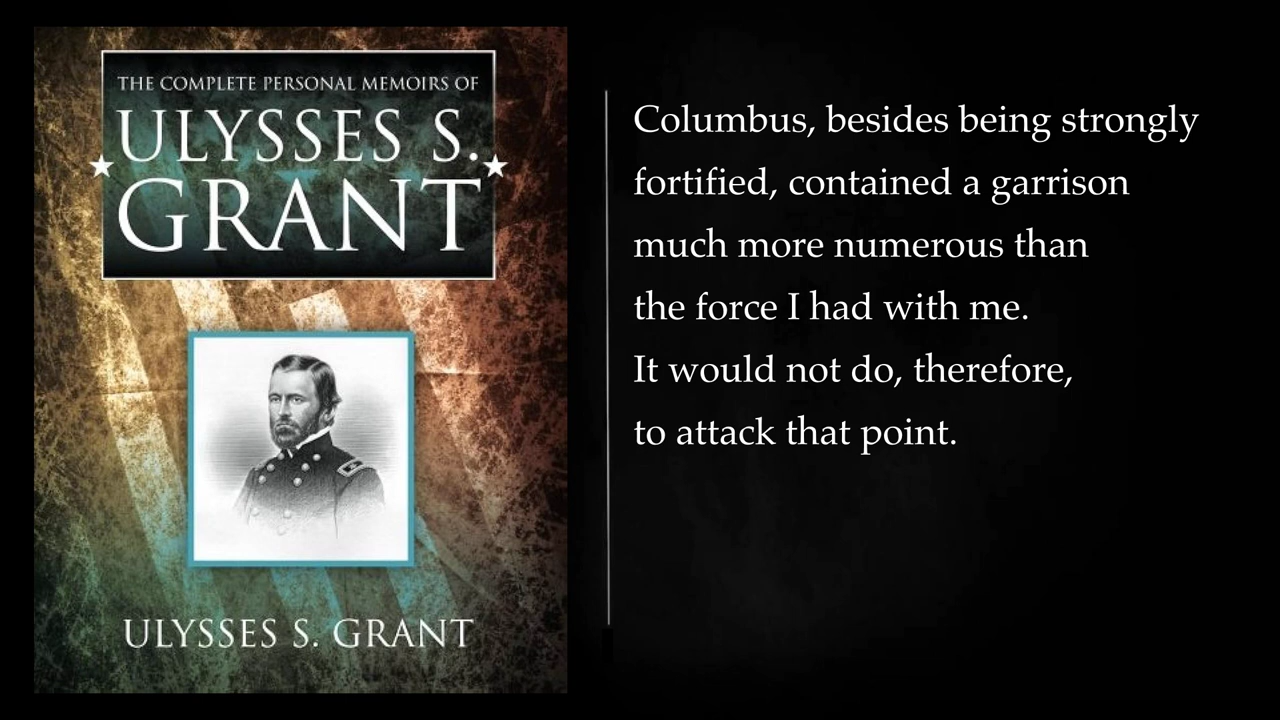 THE COMPLETE PERSONAL MEMOIRS OF
ULYSSES S.
GRANT
ULYSSES S. GRANT
Columbus, besides being strongly
fortified, contained a garrison
much more numerous than
the force I had with me.
It would not do, therefore,
to attack that point.